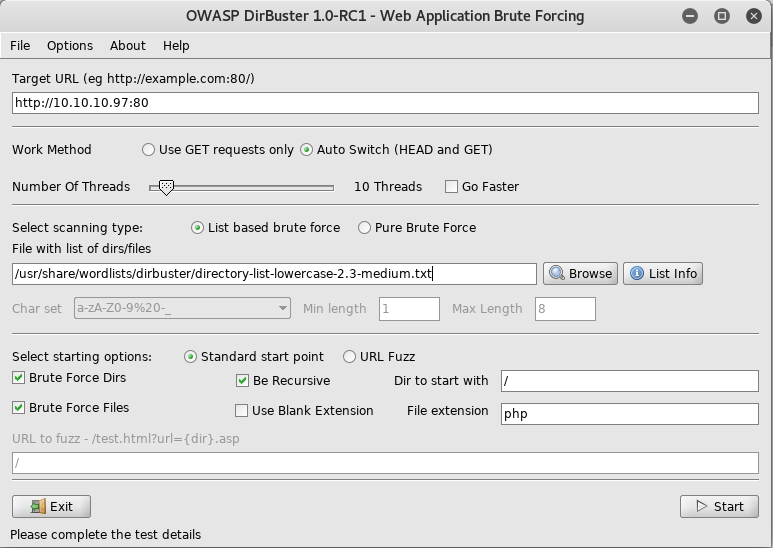 OWASP DirBuster 1.0-RC1 - Web Application Brute Forcing
File Options About Help
Target URL (eg http://example.com:80/)
http://10.10.10.97:80
Work Method Use GET requests only Auto Switch (HEAD and GET)
Number Of Threads 10 Threads Go Faster
Select scanning type: List based brute force Pure Brute Force
File with list of dirs/files
/usr/share/wordlists/dirbuster/directory-list-lowercase-2.3-medium.txt Browse List Info
Char set a-zA-Z0-9%20-_ Min length 1 Max Length 8
Select starting options: Standard start point URL Fuzz
Brute Force Dirs Be Recursive Dir to start with /
Brute Force Files Use Blank Extension File extension php
URL to fuzz - /test.html?url={dir}.asp
/
Exit Start
Please complete the test details